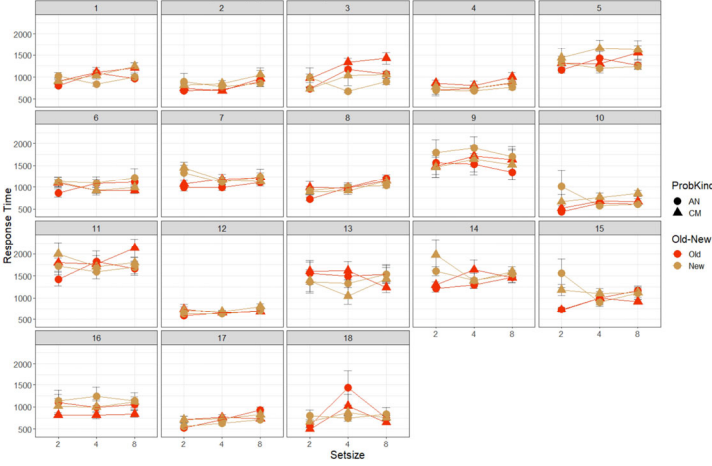 1 2 3 4 5
2000
1500
1000
500
6 7 8 9 10
2000
1500
1000
500
Response Time
ProbKind
AN
CM
Old-New
Old
New
11 12 13 14 15
2000
1500
1000
500
2 4 8 2 4 8
16 17 18
2000
1500
1000
500
2 4 8 2 4 8 2 4 8
Setsize